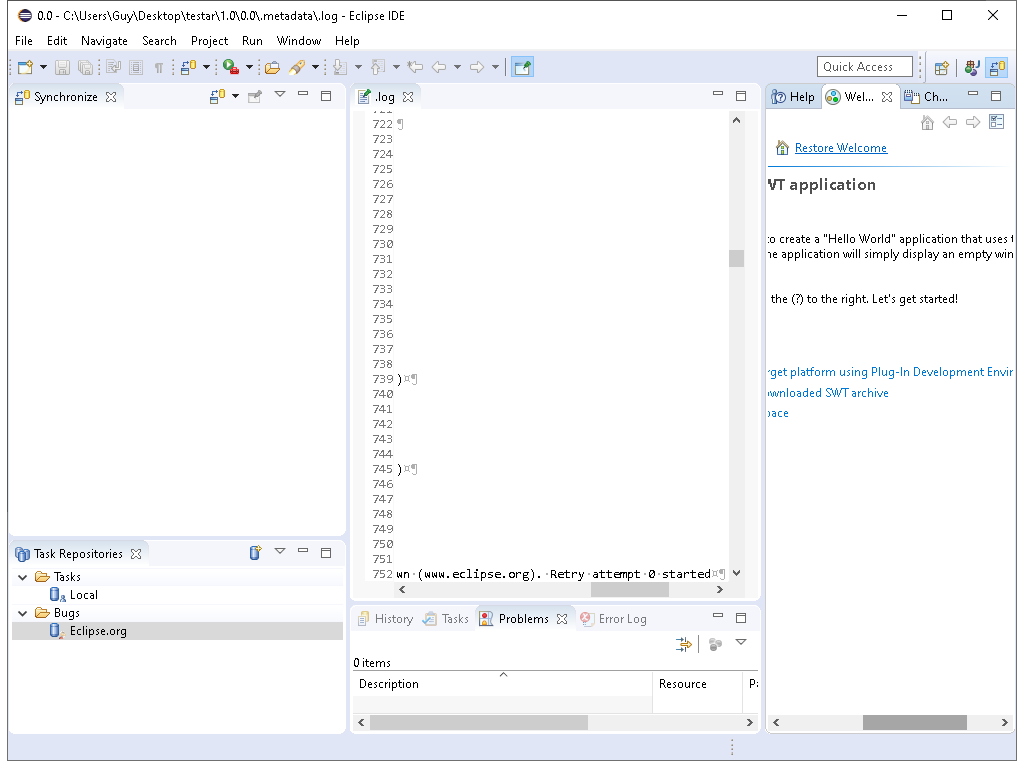 0.0 - C:\Users\Guy\Desktop\testar\1.0\0.0\.metadata\.log - Eclipse IDE
File Edit Navigate Search Project Run Window Help
Quick Access
Synchronize
.log
Help Wel... Ch...
Restore Welcome
application
722 ¶
723
724
725
726
727
728
729
730
731
732
733
734
735
736
737
738
739 )¤¶
740
741
742
743
744
745 )¤¶
746
747
748
749
750
751
752 wn·(www.eclipse.org).·Retry·attempt·0·started¤¶
to create a "Hello World" application that uses
application will simply display an empty win
the (?) to the right. Let's get started!
rget platform using Plug-In Development Envir
wnloaded SWT archive
pace
Task Repositories
Tasks
Local
Bugs
Eclipse.org
History Tasks Problems Error Log
0 items
Description Resource